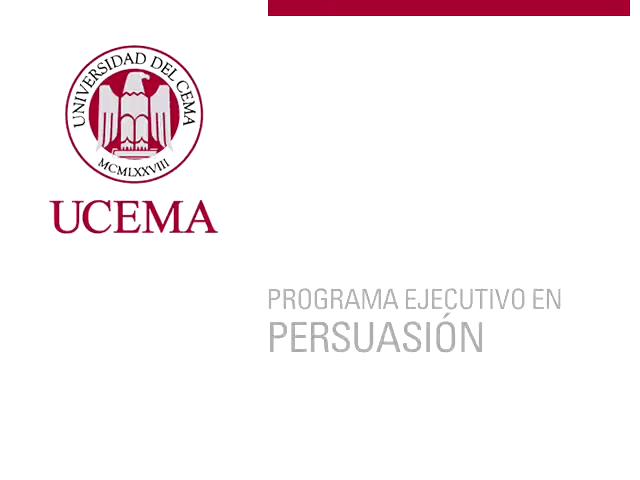 UNIVERSIDAD DEL CEMA
MCMLXXVIII
UCEMA
PROGRAMA EJECUTIVO EN
PERSUASIÓN